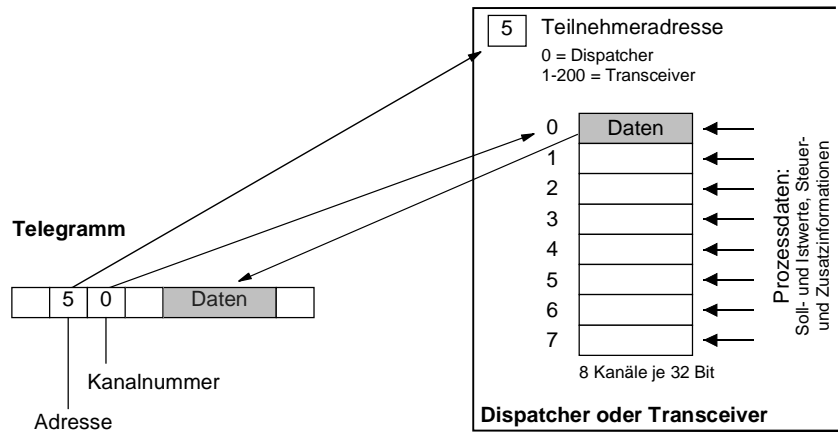 5 Teilnehmeradresse
0 = Dispatcher
1-200 = Transceiver
0 Daten
1
2
3
4
5
6
7
Prozessdaten:
Soll- und Istwerte, Steuer-
und Zusatzinformationen
8 Kanäle je 32 Bit
Dispatcher oder Transceiver
Telegramm
5 0 Daten
Kanalnummer
Adresse